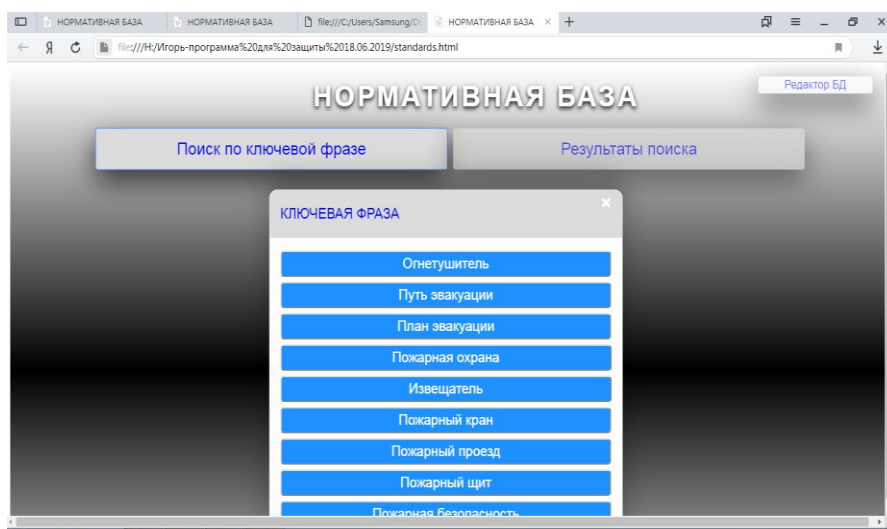 НОРМАТИВНАЯ БАЗА НОРМАТИВНАЯ БАЗА file:///C:/Users/Samsung/De НОРМАТИВНАЯ БАЗА × +
file:///H:/Игорь-программа%20для%20защиты%2018.06.2019/standards.html
НОРМАТИВНАЯ БАЗА
Редактор БД
Поиск по ключевой фразе Результаты поиска
КЛЮЧЕВАЯ ФРАЗА ×
Огнетушитель
Путь эвакуации
План эвакуации
Пожарная охрана
Извещатель
Пожарный кран
Пожарный проезд
Пожарный щит
Пожарная безопасность